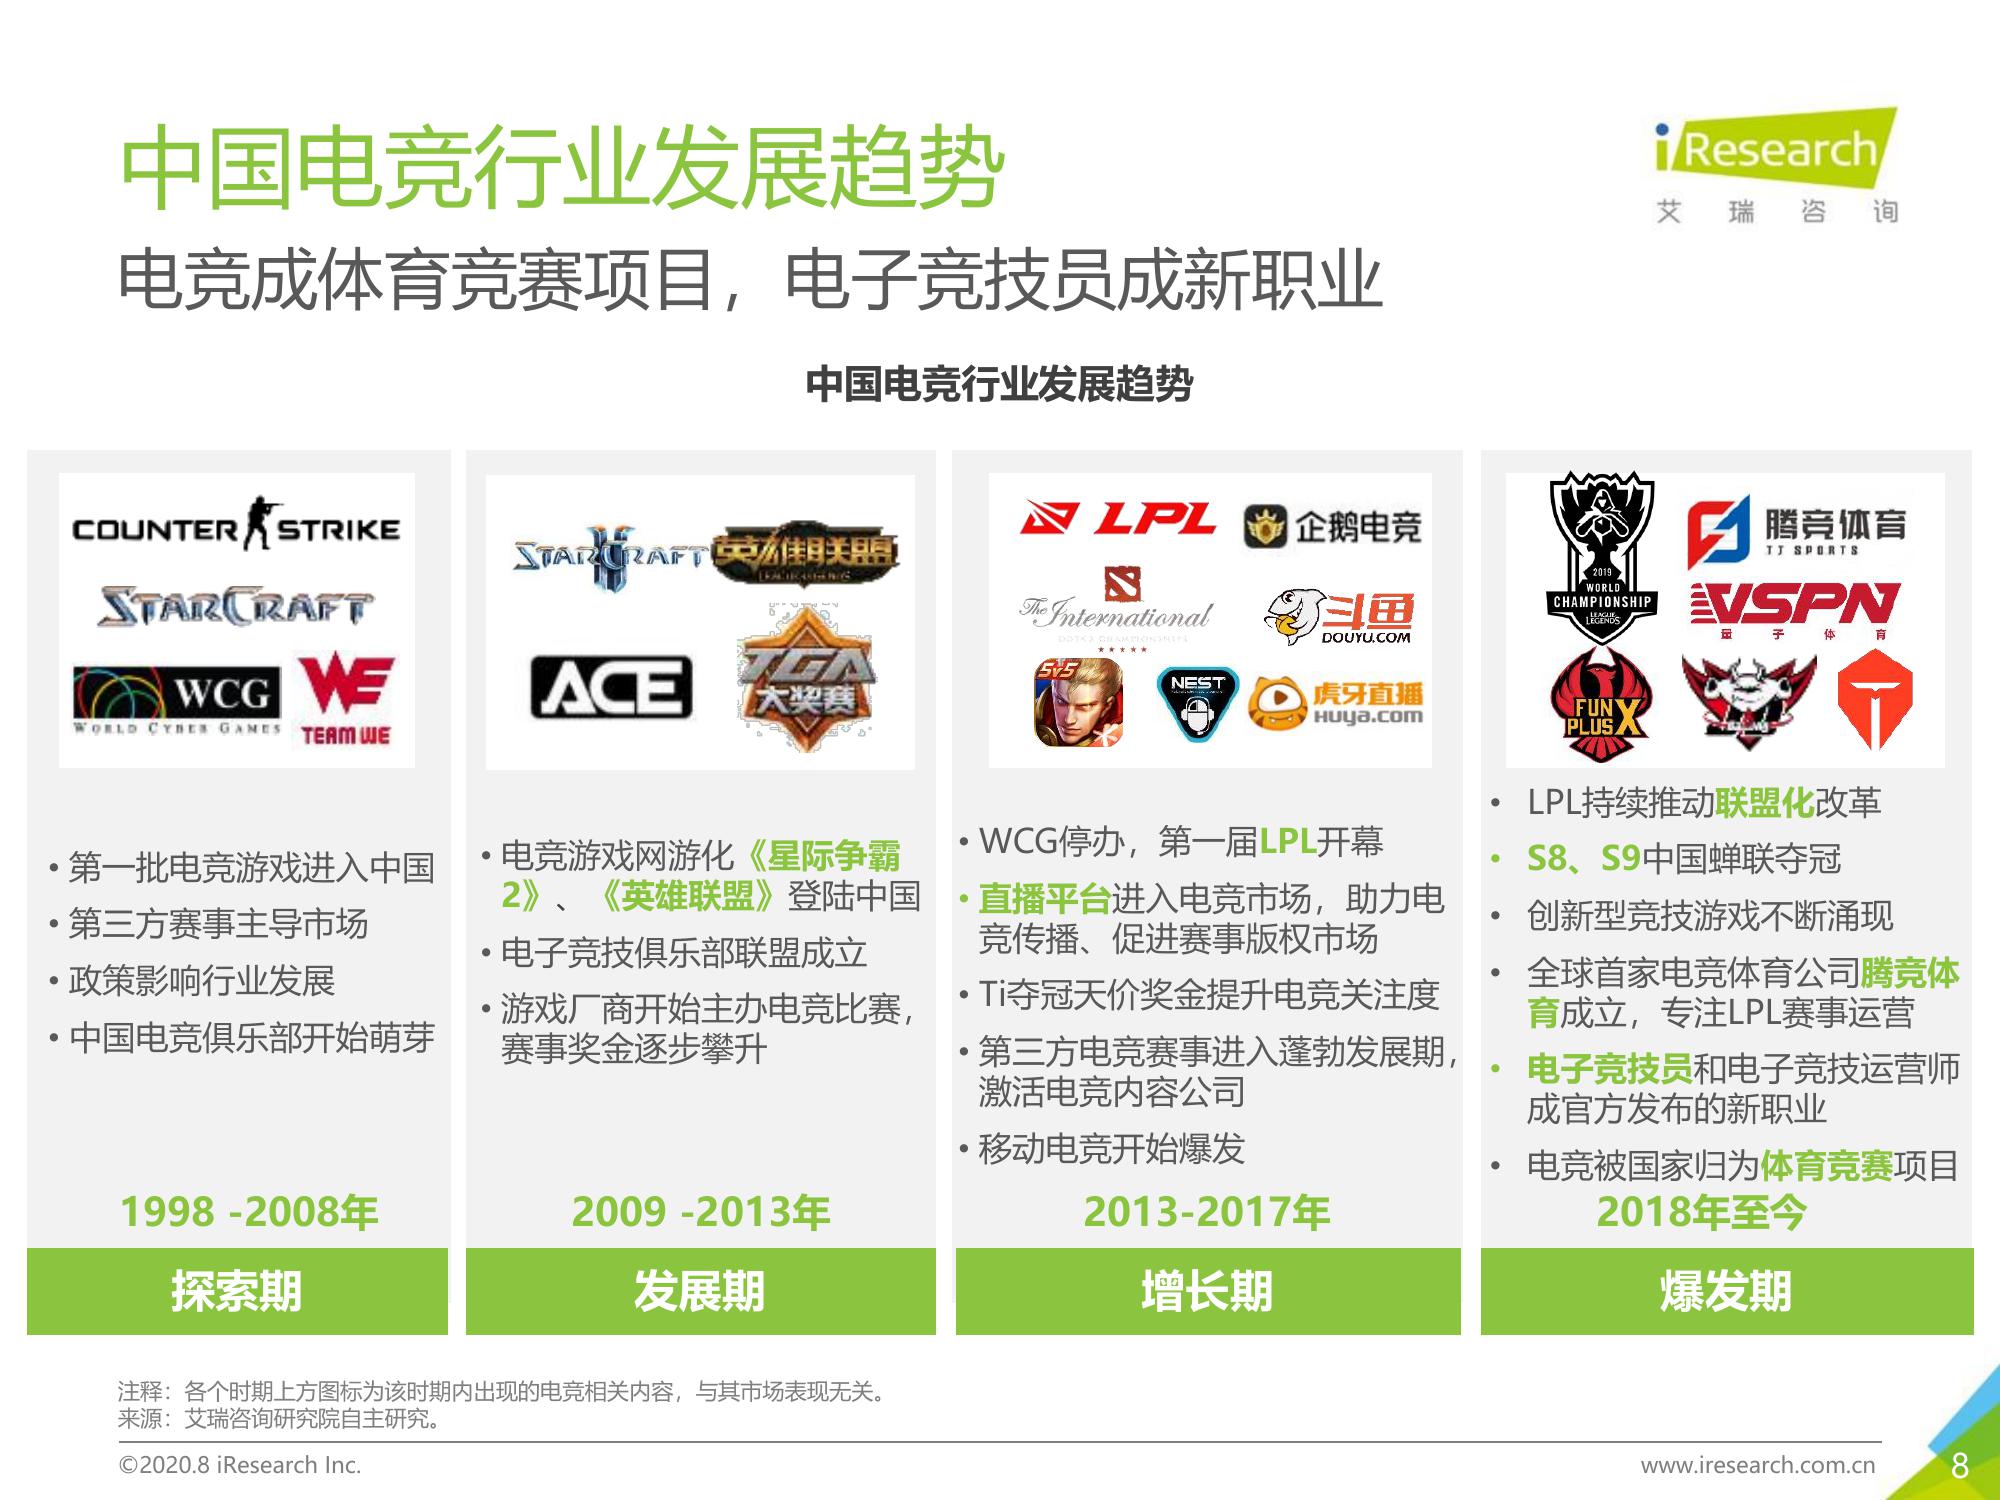 中国电竞行业发展趋势
iResearch
艾瑞咨询
电竞成体育竞赛项目，电子竞技员成新职业
中国电竞行业发展趋势
COUNTER STRIKE
STARCRAFT
WCG
WORLD CYBER GAMES
WE
TEAM WE
• 第一批电竞游戏进入中国
• 第三方赛事主导市场
• 政策影响行业发展
• 中国电竞俱乐部开始萌芽
1998 -2008年
探索期
STARCRAFT
II
英雄联盟
ACE
TGA
大奖赛
• 电竞游戏网游化《星际争霸
2》、《英雄联盟》登陆中国
• 电子竞技俱乐部联盟成立
• 游戏厂商开始主办电竞比赛，
赛事奖金逐步攀升
2009 -2013年
发展期
LPL
企鹅电竞
The International
DOTA 2 CHAMPIONSHIPS
斗鱼
DOUYU.COM
5v5
NEST
虎牙直播
HUYA.com
• WCG停办，第一届LPL开幕
• 直播平台进入电竞市场，助力电
竞传播、促进赛事版权市场
• Ti夺冠天价奖金提升电竞关注度
• 第三方电竞赛事进入蓬勃发展期，
激活电竞内容公司
• 移动电竞开始爆发
2013-2017年
增长期
2019
WORLD
CHAMPIONSHIP
LEAGUE
LEGENDS
腾竞体育
TJ SPORTS
VSPN
量子体育
FUN
PLUS X
• LPL持续推动联盟化改革
• S8、S9中国蝉联夺冠
• 创新型竞技游戏不断涌现
• 全球首家电竞体育公司腾竞体
育成立，专注LPL赛事运营
• 电子竞技员和电子竞技运营师
成官方发布的新职业
• 电竞被国家归为体育竞赛项目
2018年至今
爆发期
注释：各个时期上方图标为该时期内出现的电竞相关内容，与其市场表现无关。
来源：艾瑞咨询研究院自主研究。
©2020.8 iResearch Inc.
www.iresearch.com.cn
8